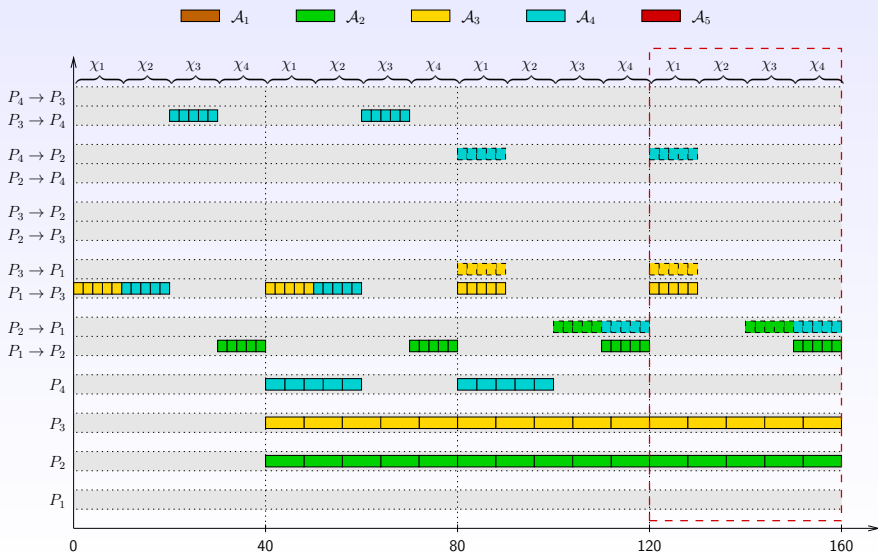 𝒜₁ 𝒜₂ 𝒜₃ 𝒜₄ 𝒜₅
χ₁ χ₂ χ₃ χ₄ χ₁ χ₂ χ₃ χ₄ χ₁ χ₂ χ₃ χ₄ χ₁ χ₂ χ₃ χ₄
P₄ → P₃
P₃ → P₄
P₄ → P₂
P₂ → P₄
P₃ → P₂
P₂ → P₃
P₃ → P₁
P₁ → P₃
P₂ → P₁
P₁ → P₂
P₄
P₃
P₂
P₁
0 40 80 120 160